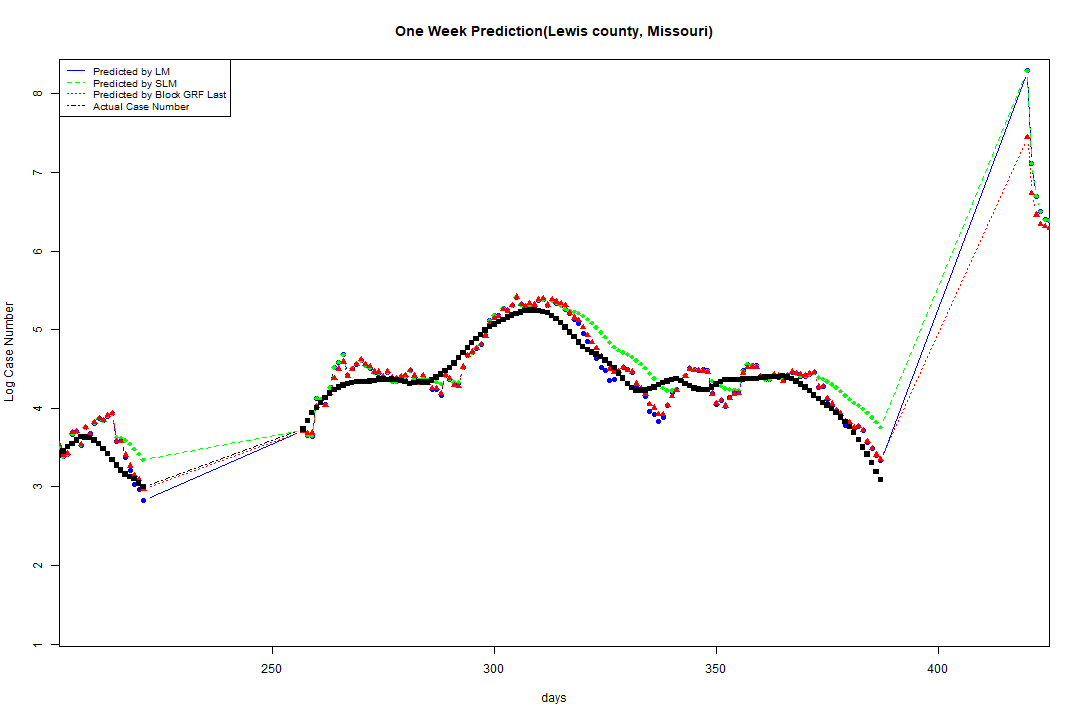 One Week Prediction(Lewis county, Missouri)
Predicted by LM
Predicted by SLM
Predicted by Block GRF Last
Actual Case Number
8
7
6
5
4
3
2
1
Log Case Number
250 300 350 400
days